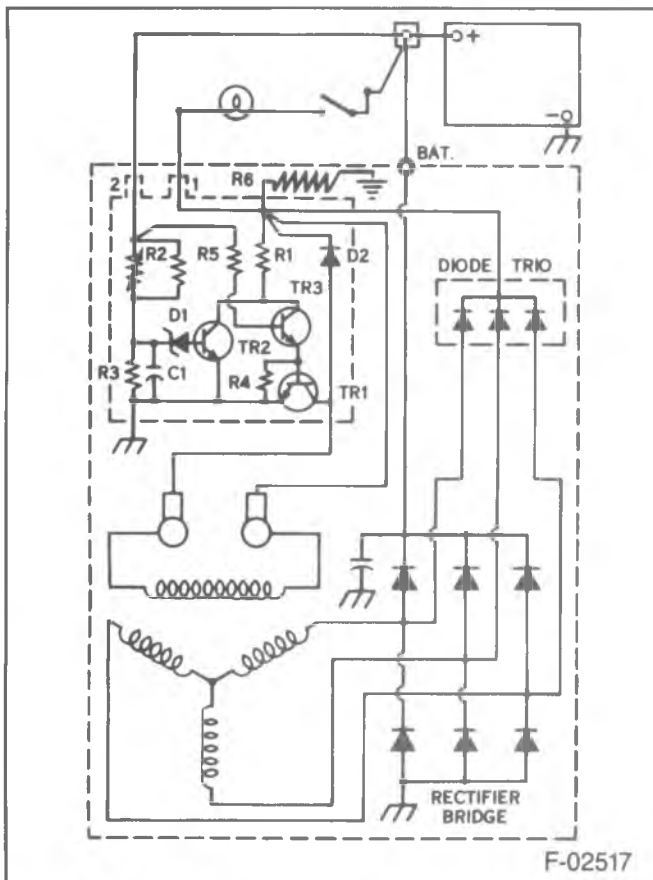 +
-
BAT.
2
1
R6
R2
R5
R1
D2
TR3
DIODE TRIO
D1
TR2
R3
C1
R4
TR1
RECTIFIER
BRIDGE
F-02517